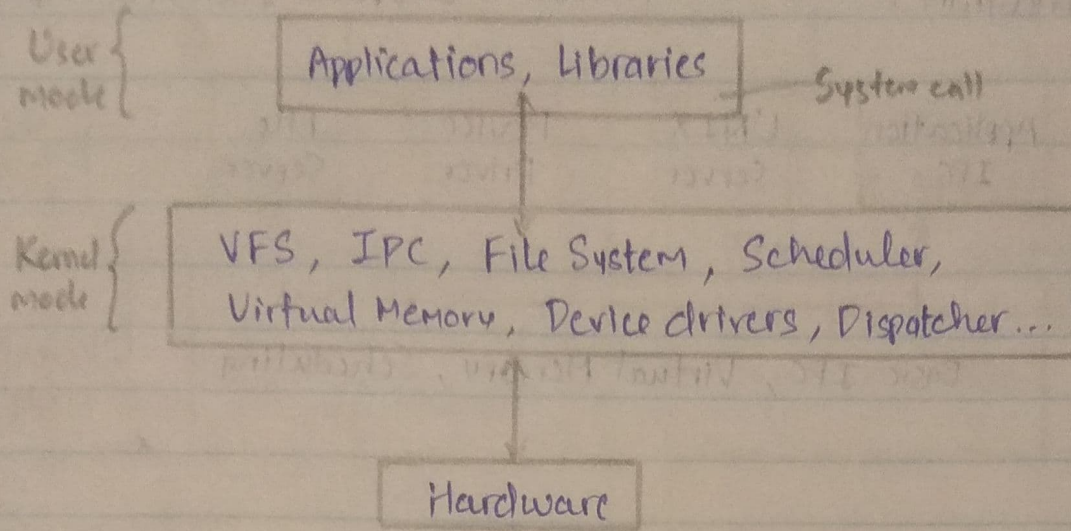 User
mode
Applications, Libraries
System call
Kernel
mode
VFS, IPC, File System, Scheduler,
Virtual Memory, Device drivers, Dispatcher...
Hardware